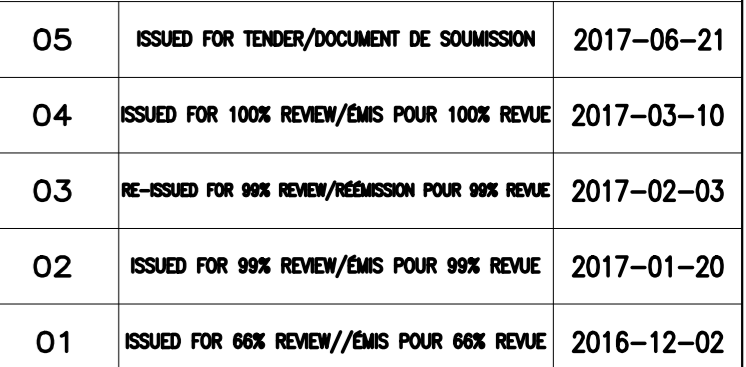 05 ISSUED FOR TENDER/DOCUMENT DE SOUMISSION 2017-06-21
04 ISSUED FOR 100% REVIEW/ÉMIS POUR 100% REVUE 2017-03-10
03 RE-ISSUED FOR 99% REVIEW/RÉÉMISSION POUR 99% REVUE 2017-02-03
02 ISSUED FOR 99% REVIEW/ÉMIS POUR 99% REVUE 2017-01-20
01 ISSUED FOR 66% REVIEW//ÉMIS POUR 66% REVUE 2016-12-02